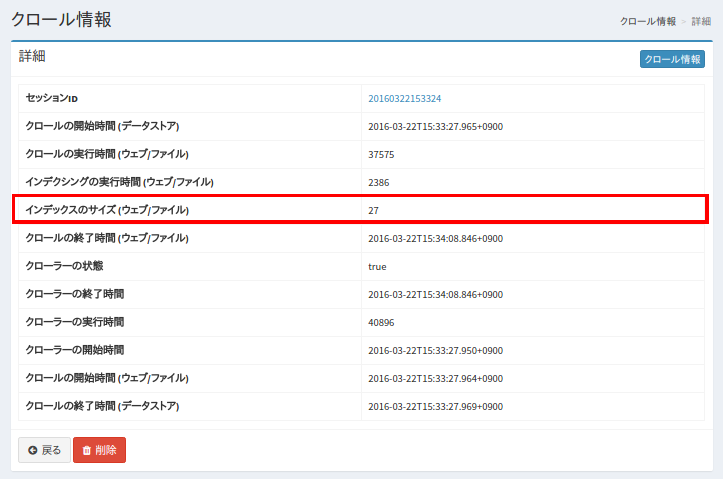 クロール情報
クロール情報 > 詳細
詳細
クロール情報
セッションID 20160322153324
クロールの開始時間 (データストア) 2016-03-22T15:33:27.965+0900
クロールの実行時間 (ウェブ/ファイル) 37575
インデクシングの実行時間 (ウェブ/ファイル) 2386
インデックスのサイズ (ウェブ/ファイル) 27
クロールの終了時間 (ウェブ/ファイル) 2016-03-22T15:34:08.846+0900
クローラーの状態 true
クローラーの終了時間 2016-03-22T15:34:08.846+0900
クローラーの実行時間 40896
クローラーの開始時間 2016-03-22T15:33:27.950+0900
クロールの開始時間 (ウェブ/ファイル) 2016-03-22T15:33:27.964+0900
クロールの終了時間 (データストア) 2016-03-22T15:33:27.969+0900
戻る 削除